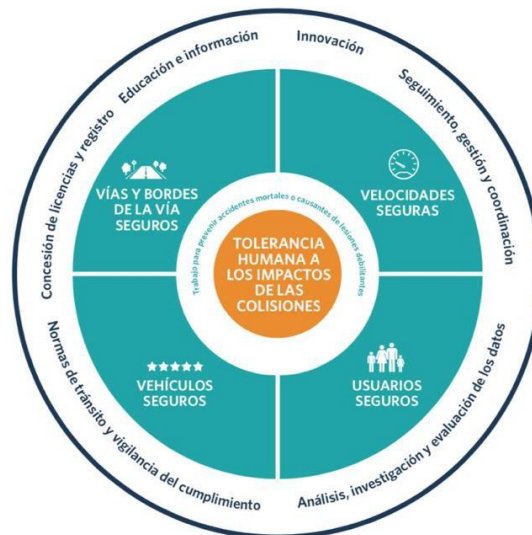 Educación e información
Innovación
Seguimiento, gestión y coordinación
Concesión de licencias y registro
VÍAS Y BORDES
DE LA VÍA
SEGUROS
VELOCIDADES
SEGURAS
Trabajo para prevenir accidentes mortales o causantes de lesiones debilitantes
TOLERANCIA
HUMANA A
LOS IMPACTOS
DE LAS
COLISIONES
VEHÍCULOS
SEGUROS
USUARIOS
SEGUROS
Normas de tránsito y vigilancia del cumplimiento
Análisis, investigación y evaluación de los datos